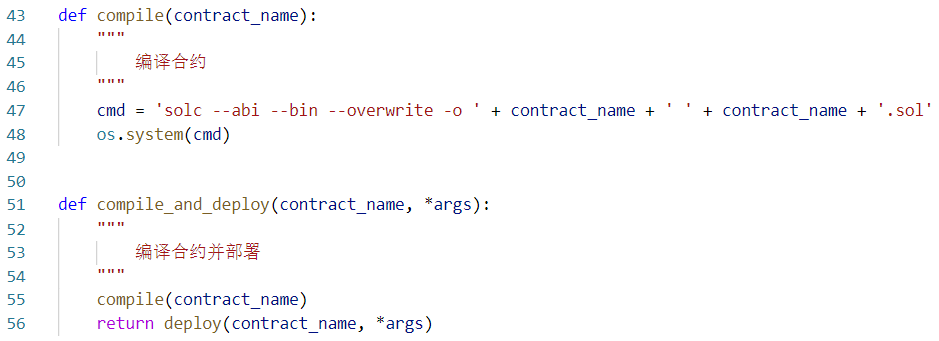 43 def compile(contract_name):
44 """
45 编译合约
46 """
47 cmd = 'solc --abi --bin --overwrite -o ' + contract_name + ' ' + contract_name + '.sol'
48 os.system(cmd)
49
50
51 def compile_and_deploy(contract_name, *args):
52 """
53 编译合约并部署
54 """
55 compile(contract_name)
56 return deploy(contract_name, *args)